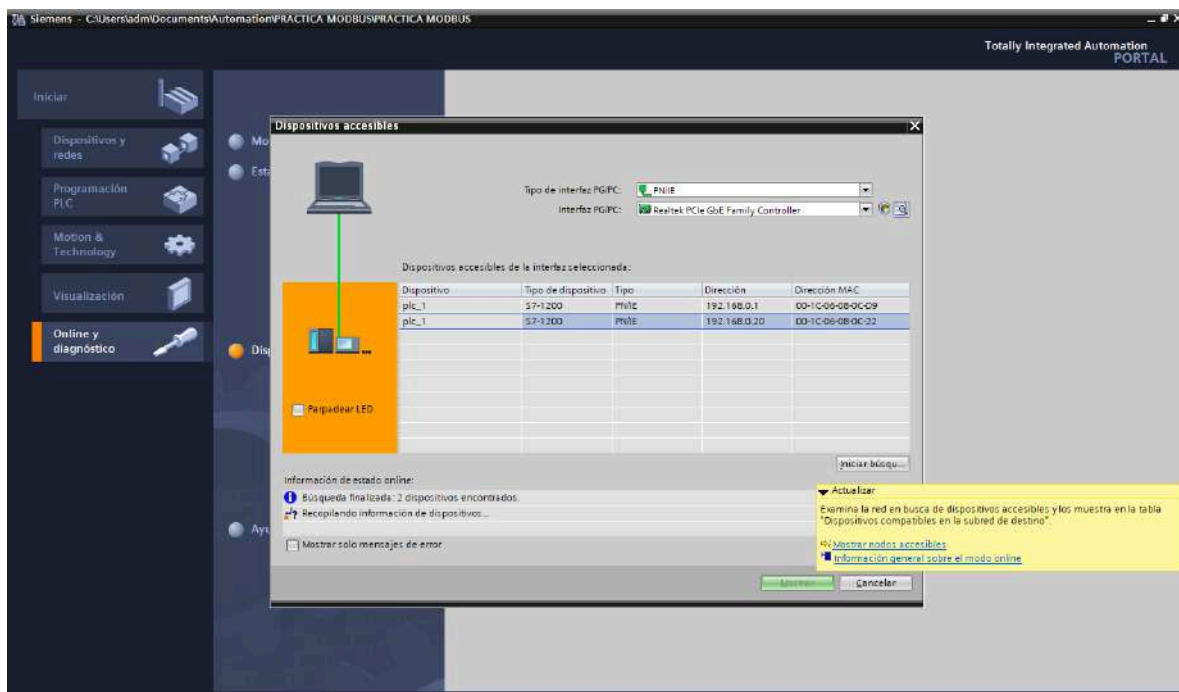 Siemens - C:\Users\adm\Documents\Automation\PRACTICA MODBUS\PRACTICA MODBUS
Totally Integrated Automation
PORTAL
Iniciar
Dispositivos y
redes
Programación
PLC
Motion &
Technology
Visualización
Online y
diagnóstico
Dispositivos accesibles
Tipo de interfaz PG/PC: PN/IE
Interfaz PG/PC: Realtek PCIe GbE Family Controller
Dispositivos accesibles de la interfaz seleccionada:
Dispositivo Tipo de dispositivo Tipo Dirección Dirección MAC
plc_1 S7-1200 PN/IE 192.168.0.1 00-1C-06-0B-0C-D9
plc_1 S7-1200 PN/IE 192.168.0.20 00-1C-06-0B-0C-22
Parpadear LED
Iniciar búsqu...
Información de estado online:
Búsqueda finalizada: 2 dispositivos encontrados.
Recopilando información de dispositivos...
Mostrar solo mensajes de error
Actualizar
Examina la red en busca de dispositivos accesibles y los muestra en la tabla
"Dispositivos compatibles en la subred de destino".
Mostrar nodos accesibles
Información general sobre el modo online
Cancelar